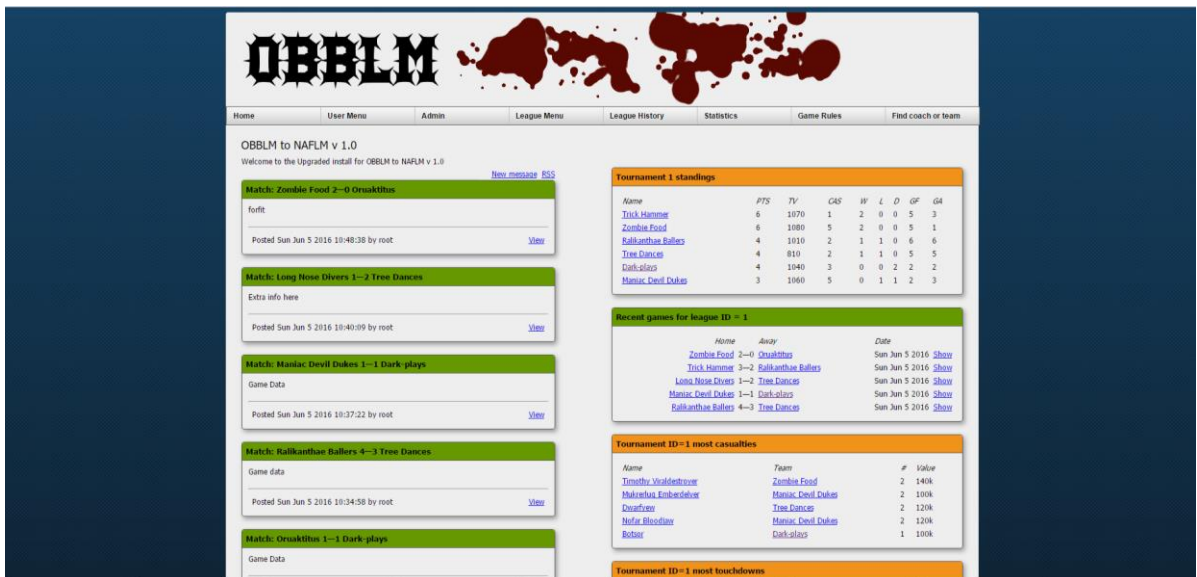 OBBLM
Home User Menu Admin League Menu League History Statistics Game Rules Find coach or team
OBBLM to NAFLM v 1.0
Welcome to the Upgraded install for OBBLM to NAFLM v 1.0
New message RSS
Match: Zombie Food 2—0 Oruaktitus
forfit
Posted Sun Jun 5 2016 10:48:38 by root View
Match: Long Nose Divers 1—2 Tree Dances
Extra info here
Posted Sun Jun 5 2016 10:40:09 by root View
Match: Maniac Devil Dukes 1—1 Dark-plays
Game Data
Posted Sun Jun 5 2016 10:37:22 by root View
Match: Ralikanthae Ballers 4—3 Tree Dances
Game data
Posted Sun Jun 5 2016 10:34:58 by root View
Match: Oruaktitus 1—1 Dark-plays
Game Data
Tournament 1 standings
Name PTS TV CAS W L D GF GA
Trick Hammer 6 1070 1 2 0 0 5 3
Zombie Food 6 1080 5 2 0 0 5 1
Ralikanthae Ballers 4 1010 2 1 1 0 6 6
Tree Dances 4 810 2 1 1 0 5 5
Dark-plays 4 1040 3 0 0 2 2 2
Maniac Devil Dukes 3 1060 5 0 1 1 2 3
Recent games for league ID = 1
Home Away Date
Zombie Food 2—0 Oruaktitus Sun Jun 5 2016 Show
Trick Hammer 3—2 Ralikanthae Ballers Sun Jun 5 2016 Show
Long Nose Divers 1—2 Tree Dances Sun Jun 5 2016 Show
Maniac Devil Dukes 1—1 Dark-plays Sun Jun 5 2016 Show
Ralikanthae Ballers 4—3 Tree Dances Sun Jun 5 2016 Show
Tournament ID=1 most casualties
Name Team # Value
Timothy Viraldestroyer Zombie Food 2 140k
Mukrerlug Emberdelver Maniac Devil Dukes 2 100k
Dwarfyew Tree Dances 2 120k
Nofar Bloodjaw Maniac Devil Dukes 2 120k
Dark-plays 1 100k
Tournament ID=1 most touchdowns